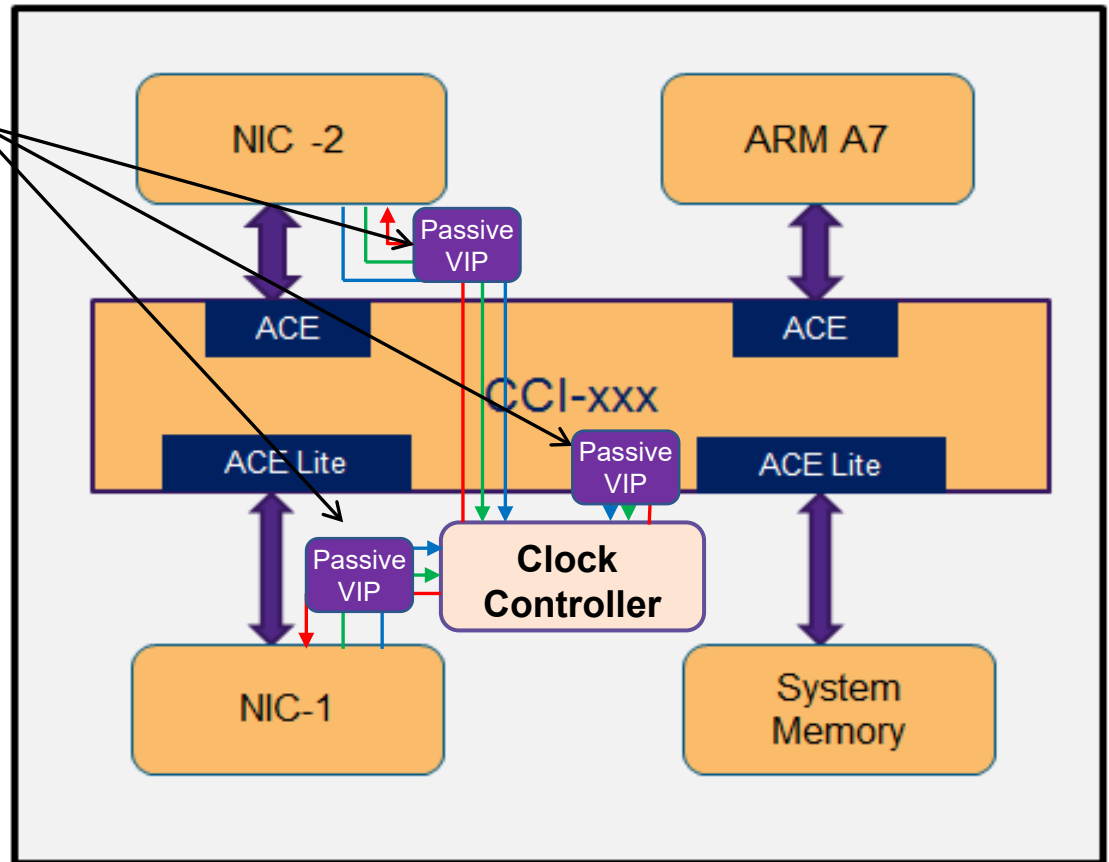 NIC -2
ARM A7
Passive
VIP
ACE
ACE
CCI-xxx
Passive
VIP
ACE Lite
ACE Lite
Passive
VIP
Clock
Controller
NIC-1
System
Memory